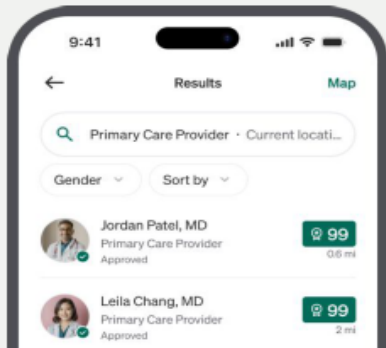 9:41
Results
Map
Primary Care Provider · Current locati...
Gender
Sort by
Jordan Patel, MD
99
Primary Care Provider
0.6 mi
Approved
Leila Chang, MD
99
Primary Care Provider
2 mi
Approved